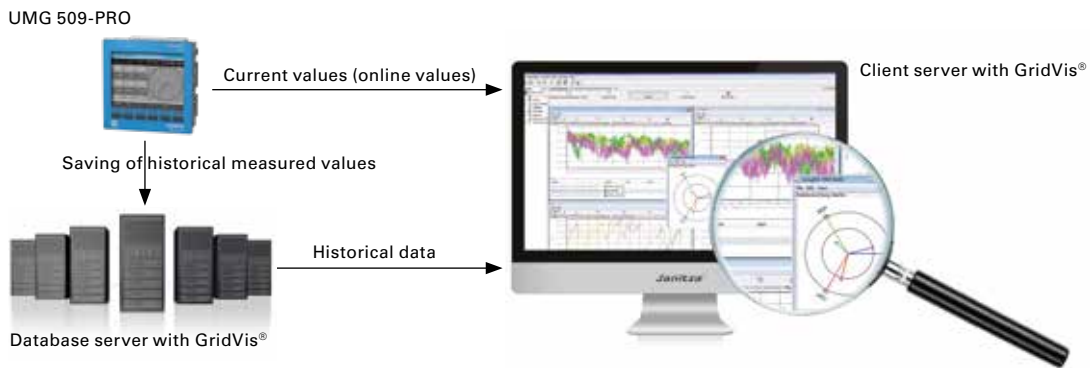 UMG 509-PRO
Current values (online values)
Client server with GridVis®
Saving of historical measured values
Historical data
Janitza
Database server with GridVis®